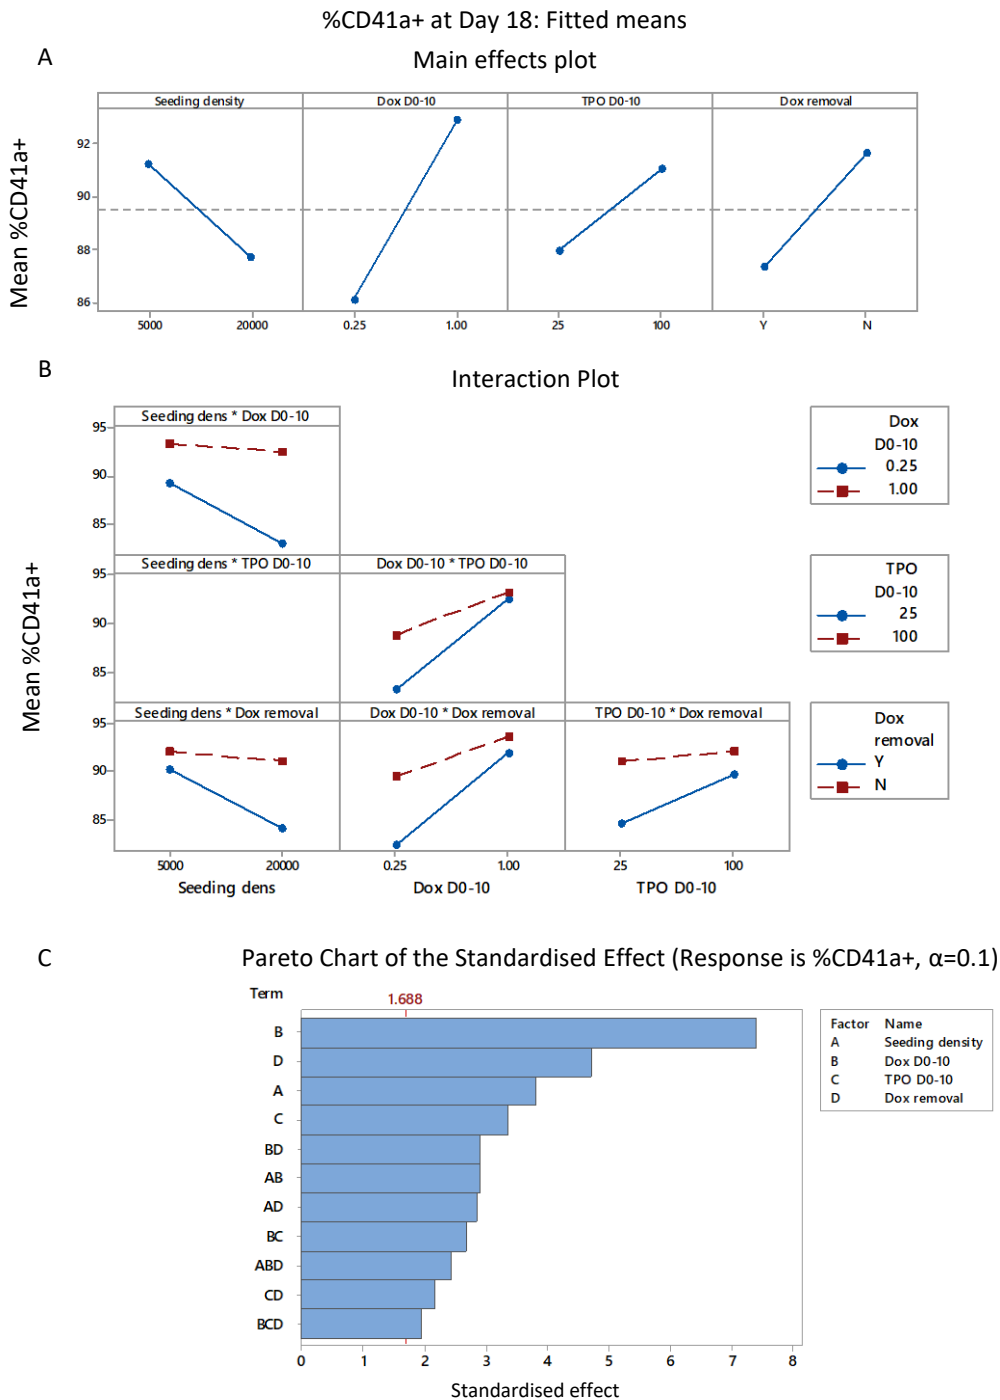 %CD41a+ at Day 18: Fitted means
A
Main effects plot
Seeding density Dox D0-10 TPO D0-10 Dox removal
Mean %CD41a+
92
90
88
86
5000 20000 0.25 1.00 25 100 Y N
B
Interaction Plot
Seeding dens * Dox D0-10
95
90
85
Dox
D0-10
0.25
1.00
Seeding dens * TPO D0-10 Dox D0-10 * TPO D0-10
95
90
85
TPO
D0-10
25
100
Mean %CD41a+
Seeding dens * Dox removal Dox D0-10 * Dox removal TPO D0-10 * Dox removal
95
90
85
Dox
removal
Y
N
5000 20000 0.25 1.00 25 100
Seeding dens Dox D0-10 TPO D0-10
C
Pareto Chart of the Standardised Effect (Response is %CD41a+, α=0.1)
Term
1.688
B
D
A
C
BD
AB
AD
BC
ABD
CD
BCD
Factor Name
A Seeding density
B Dox D0-10
C TPO D0-10
D Dox removal
0 1 2 3 4 5 6 7 8
Standardised effect